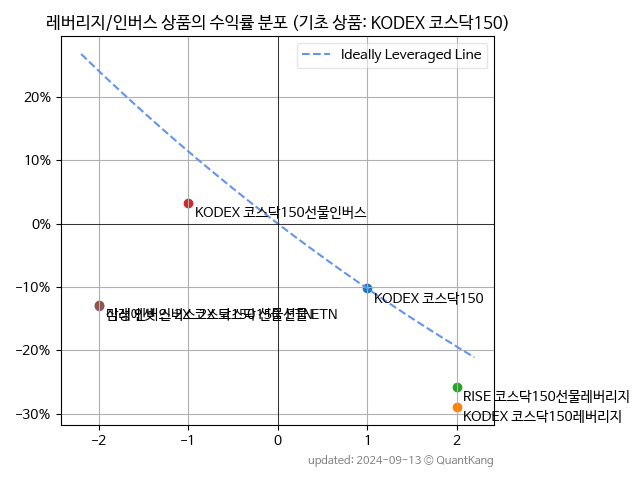 레버리지/인버스 상품의 수익률 분포 (기초 상품: KODEX 코스닥150)
Ideally Leveraged Line
20%
10%
KODEX 코스닥150선물인버스
0%
−10%
KODEX 코스닥150
ETN
−20%
RISE 코스닥150선물레버리지
KODEX 코스닥150레버리지
−30%
−2
−1
0
1
2
updated: 2024-09-13 © QuantKang